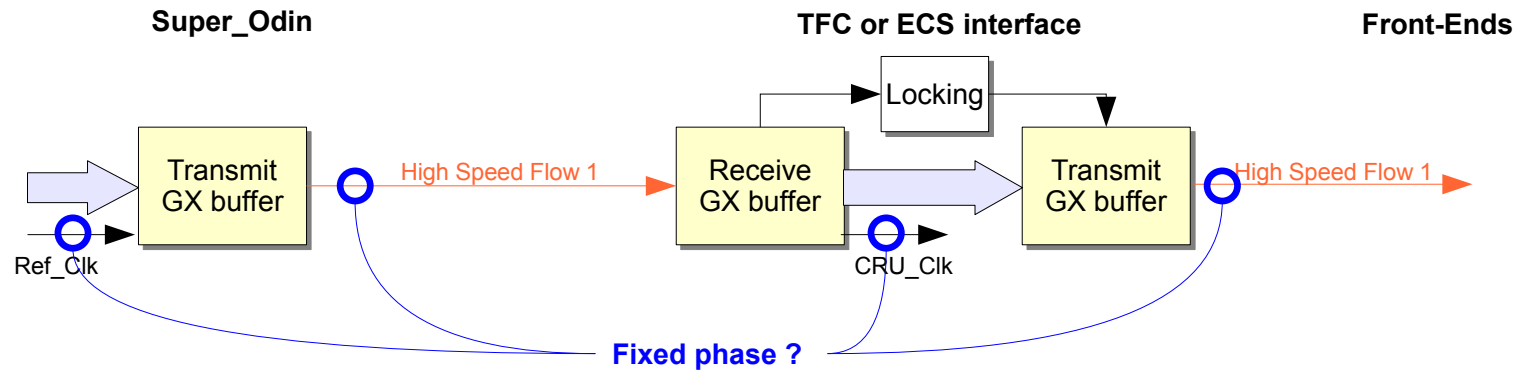 Super_Odin
TFC or ECS interface
Front-Ends
Locking
Transmit
GX buffer
High Speed Flow 1
Receive
GX buffer
Transmit
GX buffer
High Speed Flow 1
Ref_Clk
CRU_Clk
Fixed phase ?